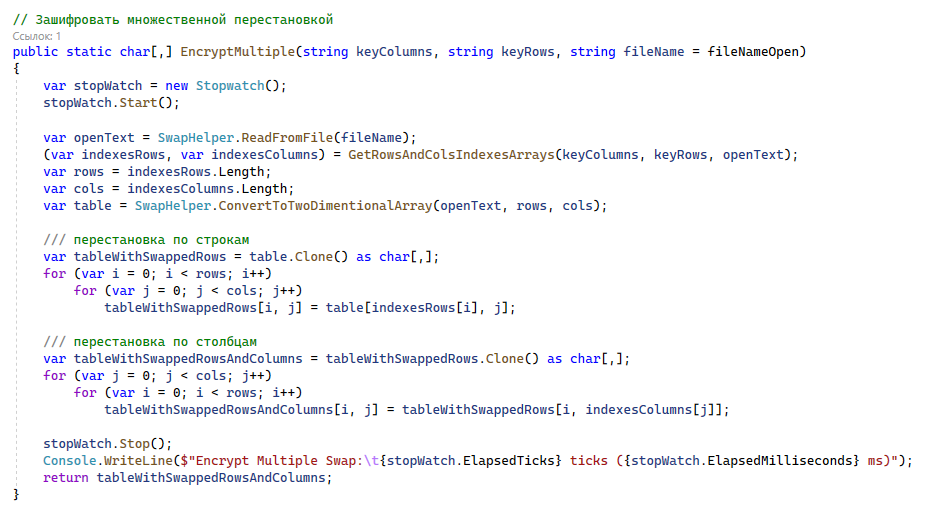 // Зашифровать множественной перестановкой
Ссылок: 1
public static char[,] EncryptMultiple(string keyColumns, string keyRows, string fileName = fileNameOpen)
{
    var stopWatch = new Stopwatch();
    stopWatch.Start();

    var openText = SwapHelper.ReadFromFile(fileName);
    (var indexesRows, var indexesColumns) = GetRowsAndColsIndexesArrays(keyColumns, keyRows, openText);
    var rows = indexesRows.Length;
    var cols = indexesColumns.Length;
    var table = SwapHelper.ConvertToTwoDimentionalArray(openText, rows, cols);

    /// перестановка по строкам
    var tableWithSwappedRows = table.Clone() as char[,];
    for (var i = 0; i < rows; i++)
        for (var j = 0; j < cols; j++)
            tableWithSwappedRows[i, j] = table[indexesRows[i], j];

    /// перестановка по столбцам
    var tableWithSwappedRowsAndColumns = tableWithSwappedRows.Clone() as char[,];
    for (var j = 0; j < cols; j++)
        for (var i = 0; i < rows; i++)
            tableWithSwappedRowsAndColumns[i, j] = tableWithSwappedRows[i, indexesColumns[j]];

    stopWatch.Stop();
    Console.WriteLine($"Encrypt Multiple Swap:\t{stopWatch.ElapsedTicks} ticks ({stopWatch.ElapsedMilliseconds} ms)");
    return tableWithSwappedRowsAndColumns;
}